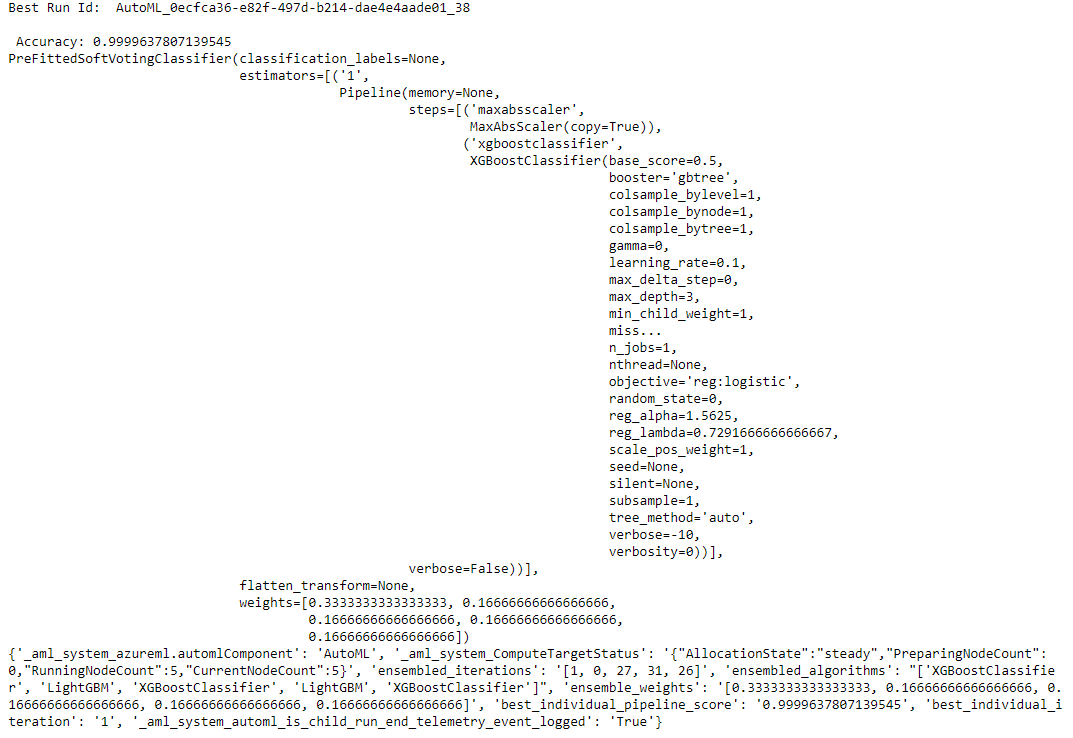 Best Run Id:  AutoML_0ecfca36-e82f-497d-b214-dae4e4aade01_38

 Accuracy: 0.9999637807139545
PreFittedSoftVotingClassifier(classification_labels=None,
                              estimators=[('1',
                                           Pipeline(memory=None,
                                                    steps=[('maxabsscaler',
                                                            MaxAbsScaler(copy=True)),
                                                           ('xgboostclassifier',
                                                            XGBoostClassifier(base_score=0.5,
                                                                              booster='gbtree',
                                                                              colsample_bylevel=1,
                                                                              colsample_bynode=1,
                                                                              colsample_bytree=1,
                                                                              gamma=0,
                                                                              learning_rate=0.1,
                                                                              max_delta_step=0,
                                                                              max_depth=3,
                                                                              min_child_weight=1,
                                                                              miss...
                                                                              n_jobs=1,
                                                                              nthread=None,
                                                                              objective='reg:logistic',
                                                                              random_state=0,
                                                                              reg_alpha=1.5625,
                                                                              reg_lambda=0.7291666666666667,
                                                                              scale_pos_weight=1,
                                                                              seed=None,
                                                                              silent=None,
                                                                              subsample=1,
                                                                              tree_method='auto',
                                                                              verbose=-10,
                                                                              verbosity=0))],
                                                    verbose=False))],
                              flatten_transform=None,
                              weights=[0.3333333333333333, 0.16666666666666666,
                                       0.16666666666666666, 0.16666666666666666,
                                       0.16666666666666666])
{'_aml_system_azureml.automlComponent': 'AutoML', '_aml_system_ComputeTargetStatus': '{"AllocationState":"steady","PreparingNodeCount":
0,"RunningNodeCount":5,"CurrentNodeCount":5}', 'ensembled_iterations': '[1, 0, 27, 31, 26]', 'ensembled_algorithms': "['XGBoostClassifie
r', 'LightGBM', 'XGBoostClassifier', 'LightGBM', 'XGBoostClassifier']", 'ensemble_weights': '[0.3333333333333333, 0.16666666666666666, 0.
16666666666666666, 0.16666666666666666, 0.16666666666666666]', 'best_individual_pipeline_score': '0.9999637807139545', 'best_individual_i
teration': '1', '_aml_system_automl_is_child_run_end_telemetry_event_logged': 'True'}